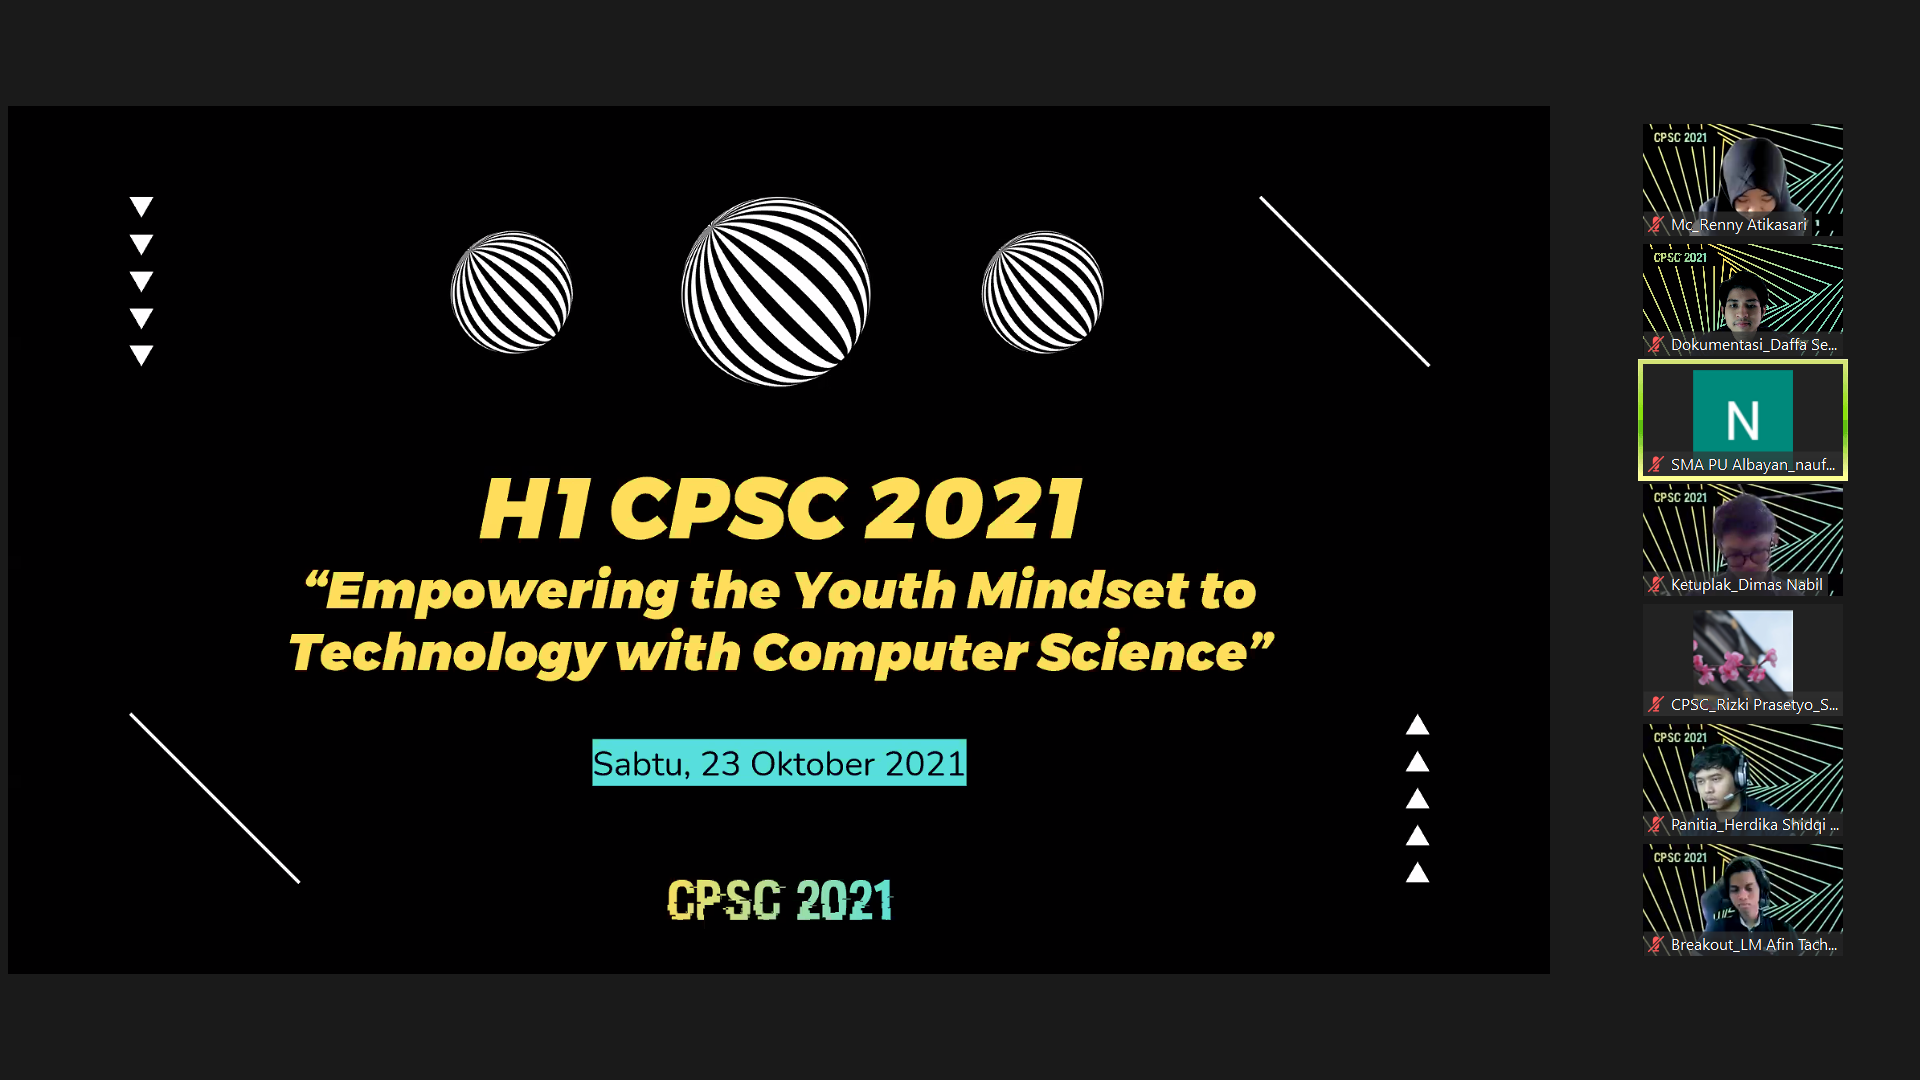 H1 CPSC 2021
“Empowering the Youth Mindset to
Technology with Computer Science”
Sabtu, 23 Oktober 2021
CPSC 2021
CPSC 2021
Mc_Renny Atikasari
CPSC 2021
Dokumentasi_Daffa Se...
N
SMA PU Albayan_nauf...
CPSC 2021
Ketuplak_Dimas Nabil
CPSC_Rizki Prasetyo_S...
CPSC 2021
Panitia_Herdika Shidqi ...
CPSC 2021
Breakout_LM Afin Tach...